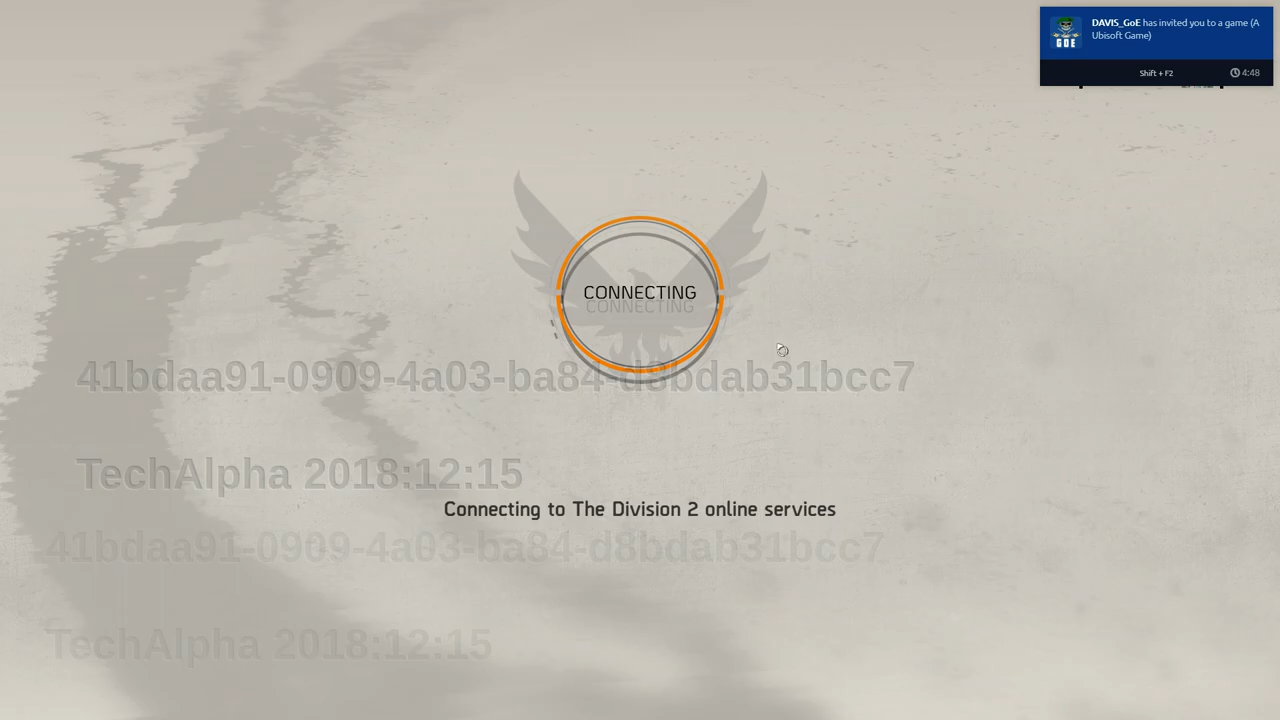 DAVIS_GoE has invited you to a game (A
Ubisoft Game)
GOE
Shift + F2
4:48
CONNECTING
CONNECTING
41bdaa91-0909-4a03-ba84-d8bdab31bcc7
TechAlpha 2018:12:15
Connecting to The Division 2 online services
41bdaa91-0909-4a03-ba84-d8bdab31bcc7
TechAlpha 2018:12:15